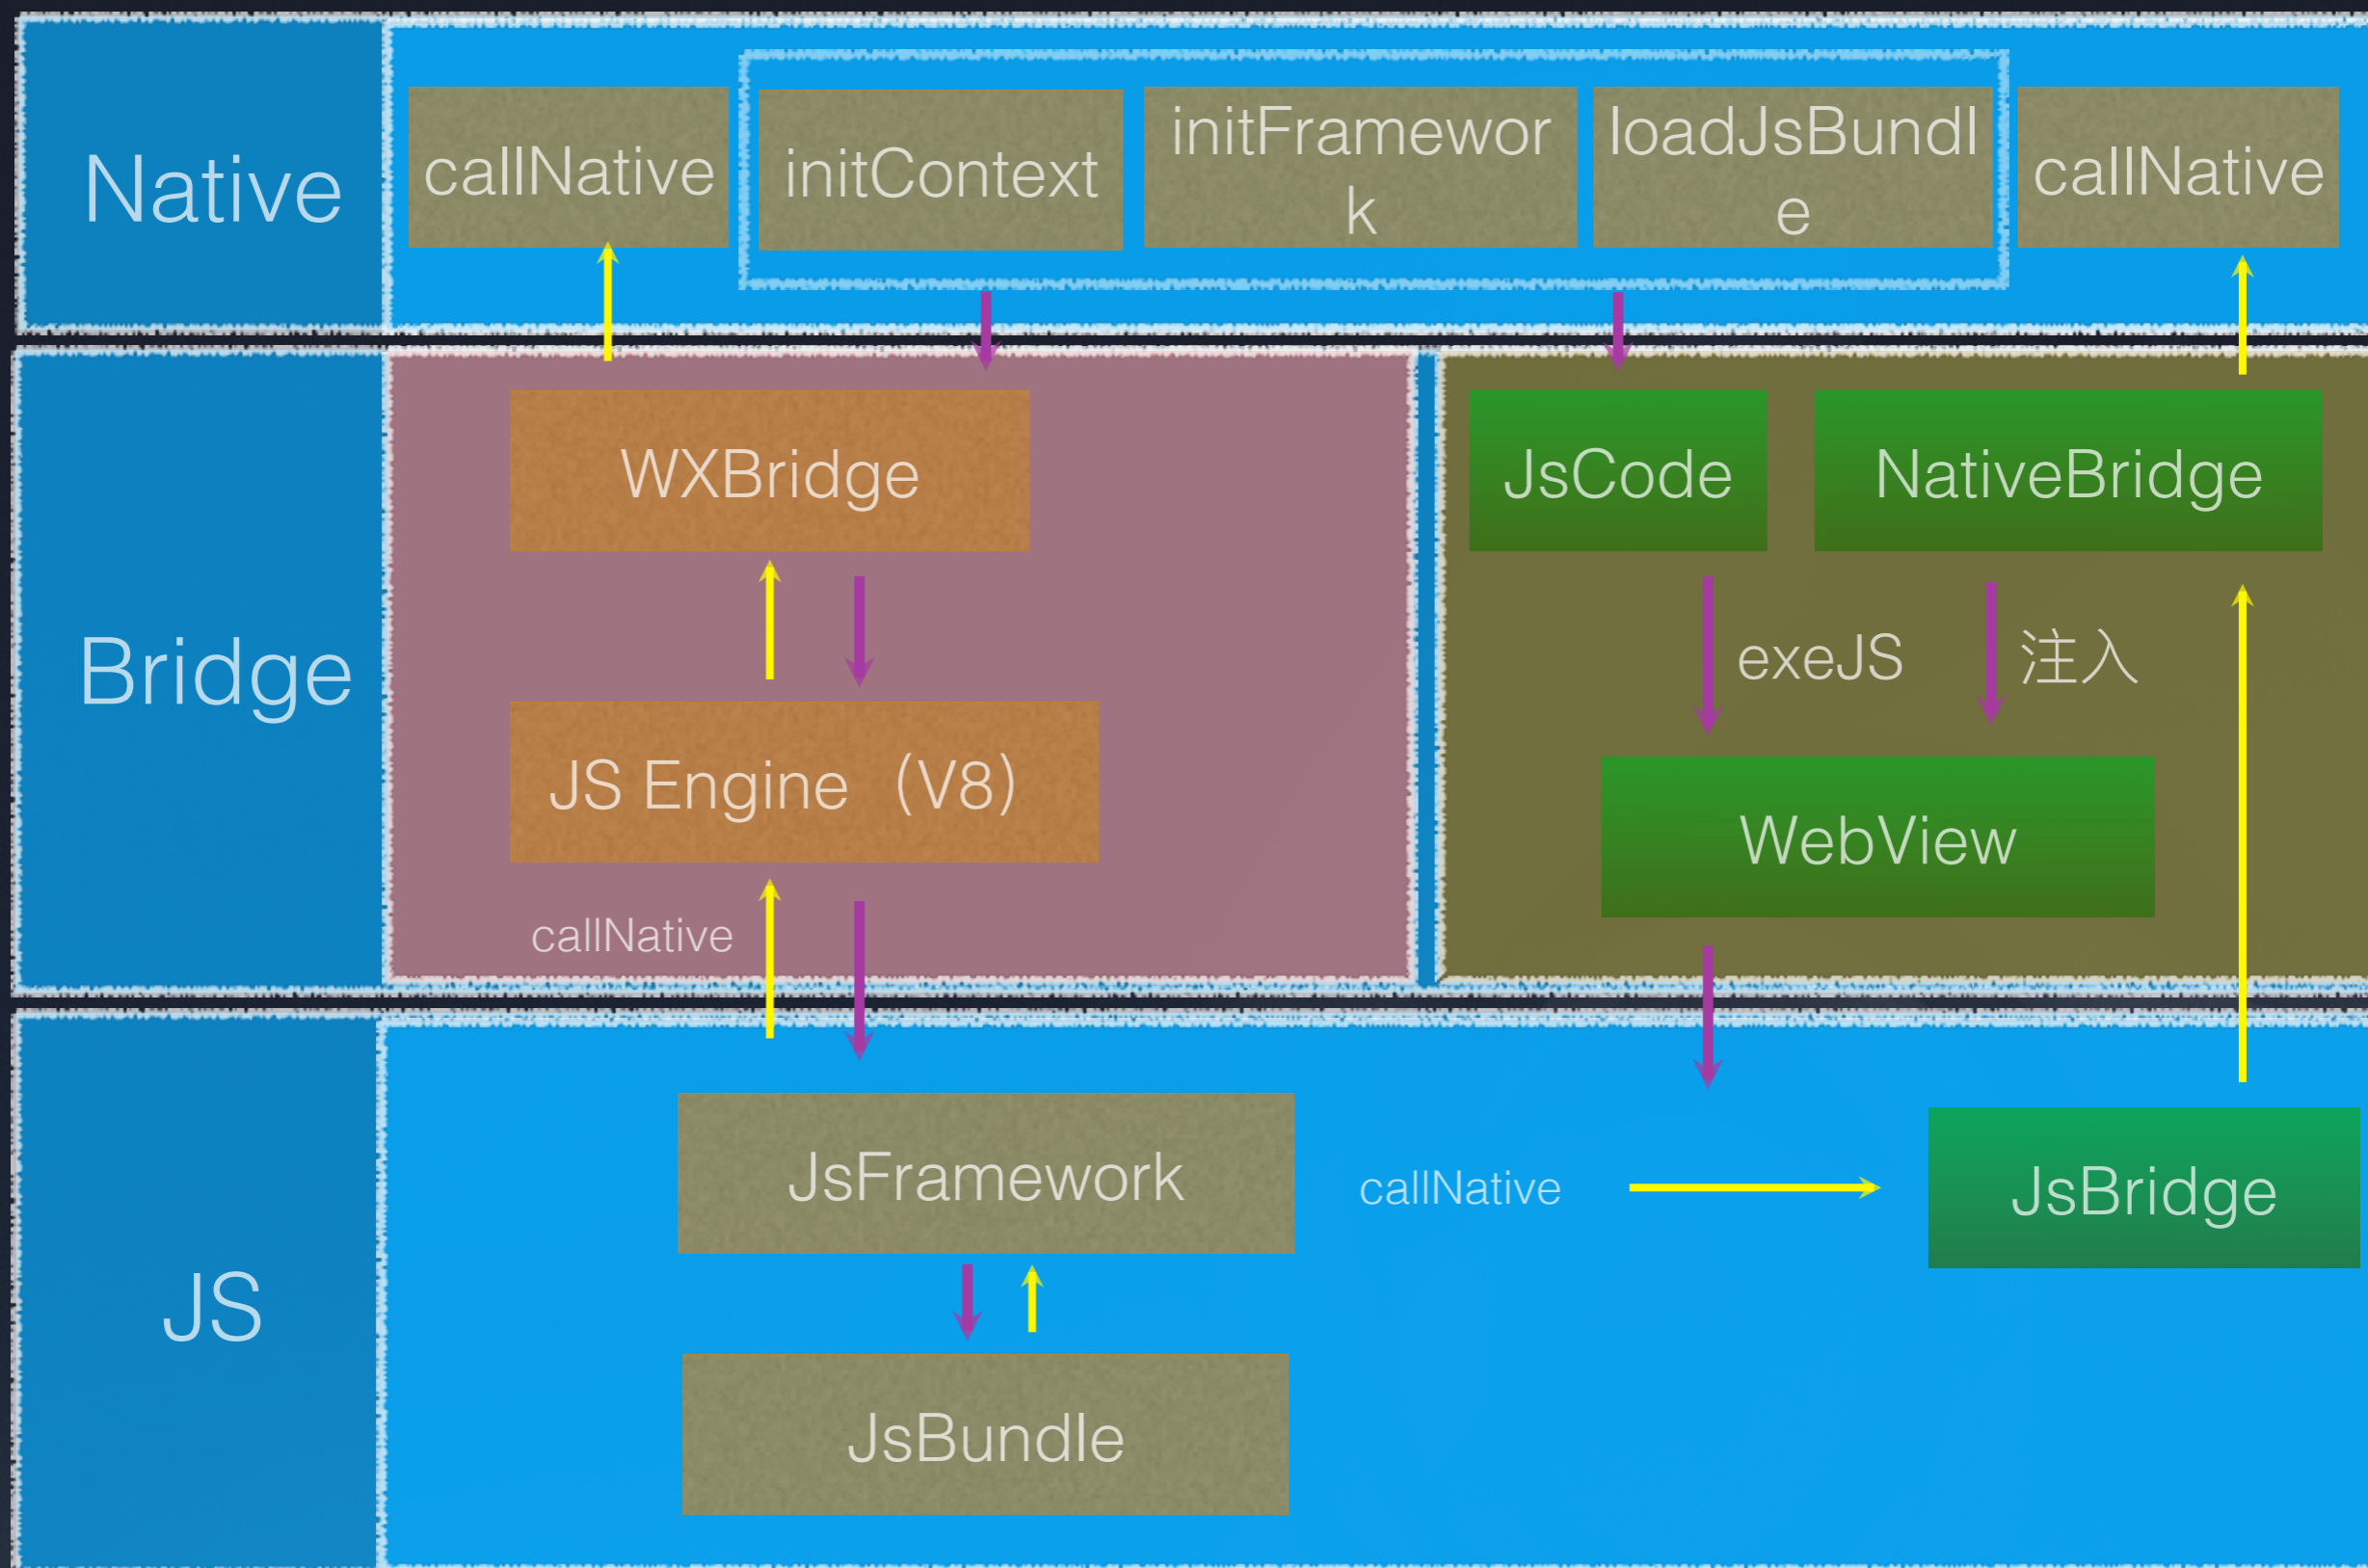 Native
callNative
initContext
initFramewor
k
loadJsBundl
e
callNative
Bridge
WXBridge
JS Engine（V8）
callNative
JsCode
NativeBridge
exeJS
注入
WebView
JS
JsFramework
callNative
JsBridge
JsBundle